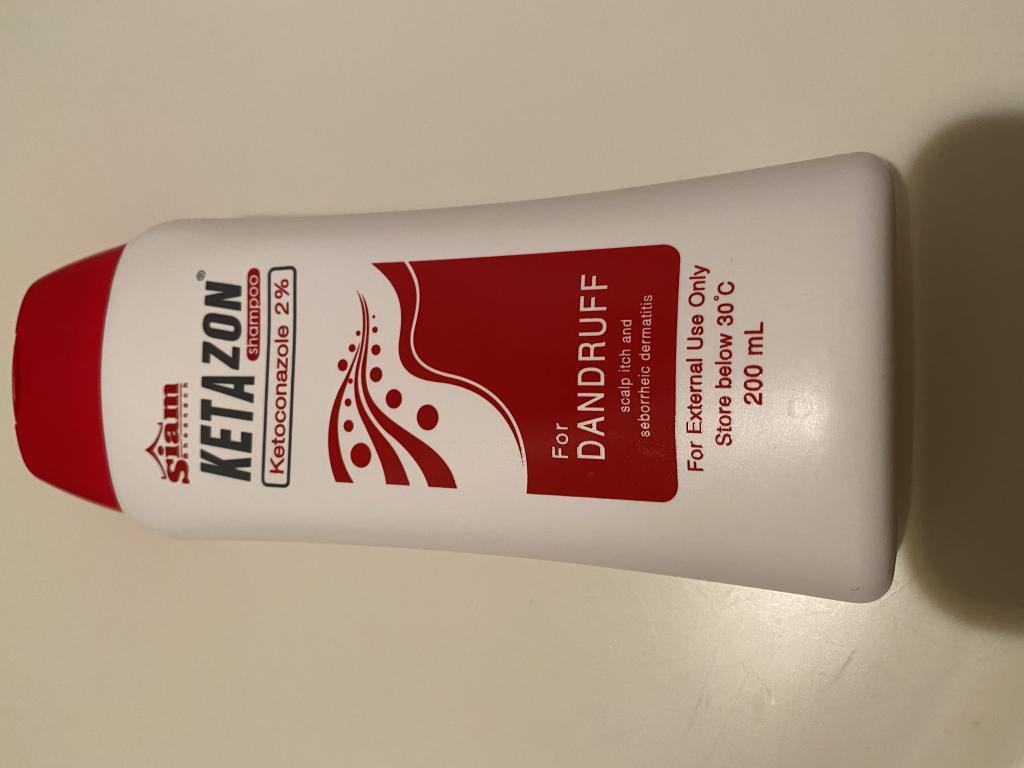 Siam
Bheshach
KETAZON®
shampoo
Ketoconazole 2%
For
DANDRUFF
scalp itch and
seborrheic dermatitis
For External Use Only
Store below 30°C
200 mL